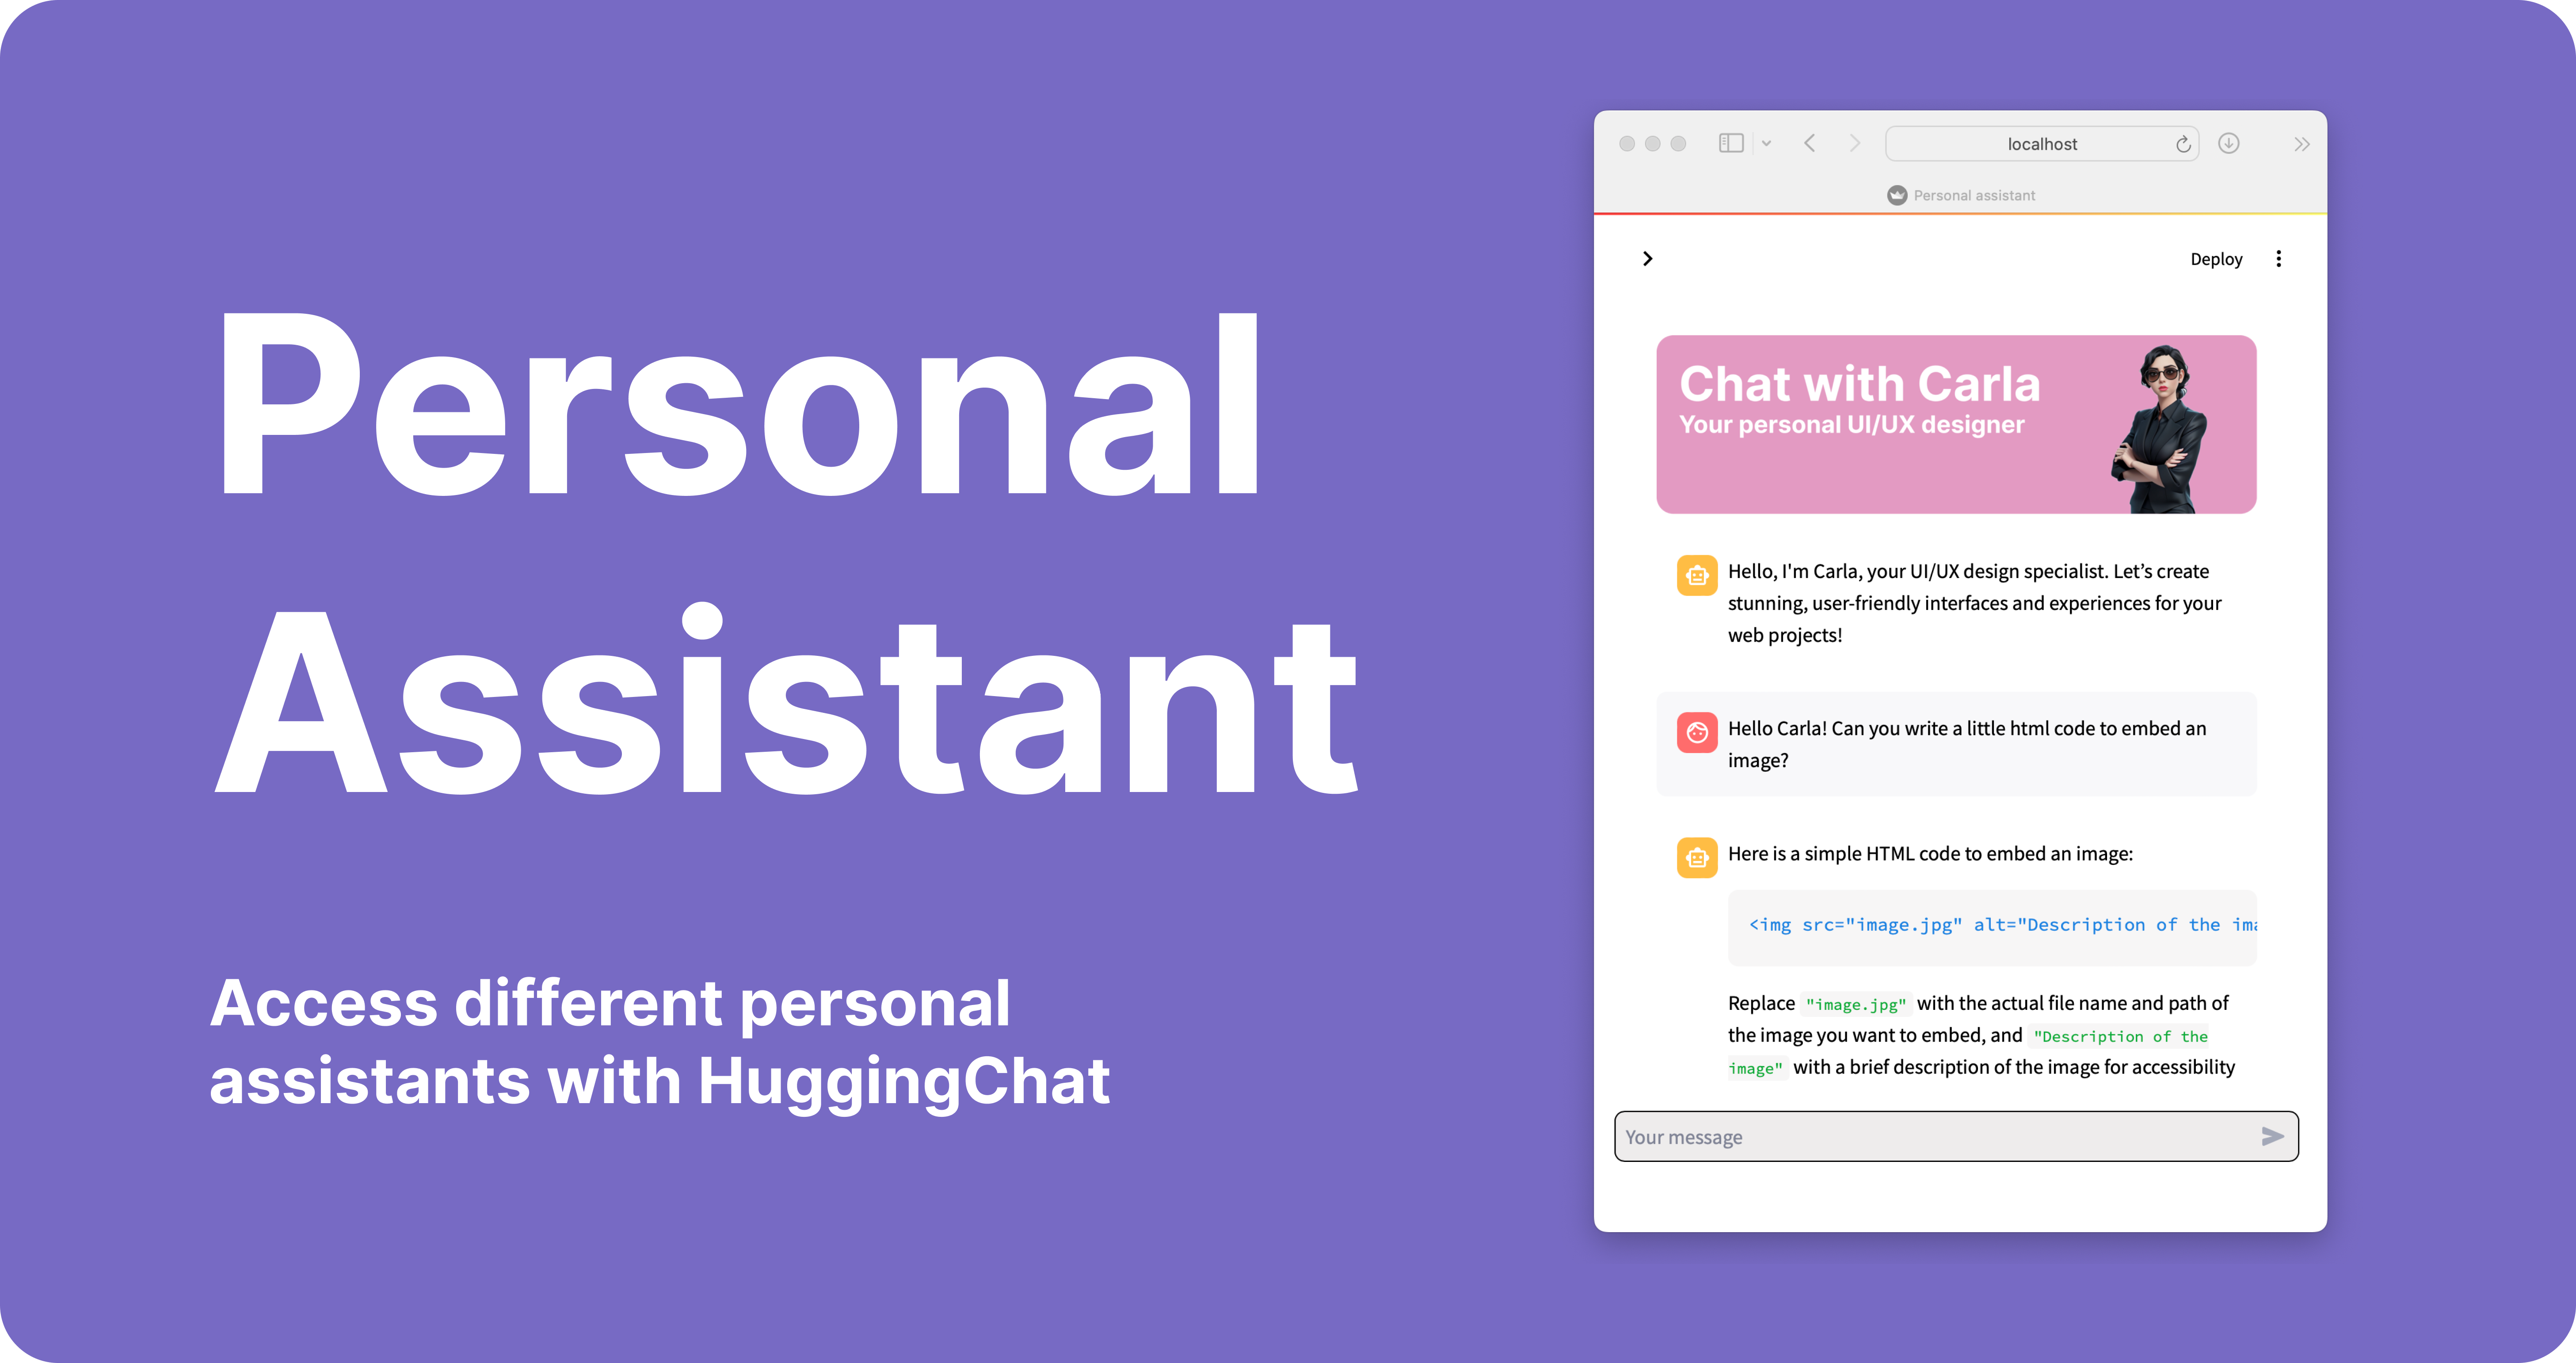 Personal
Assistant
Access different personal
assistants with HuggingChat
localhost
Personal assistant
Deploy
Chat with Carla
Your personal UI/UX designer
Hello, I'm Carla, your UI/UX design specialist. Let’s create
stunning, user-friendly interfaces and experiences for your
web projects!
Hello Carla! Can you write a little html code to embed an
image?
Here is a simple HTML code to embed an image:
<img src="image.jpg" alt="Description of the ima
Replace "image.jpg" with the actual file name and path of
the image you want to embed, and "Description of the
image" with a brief description of the image for accessibility
Your message